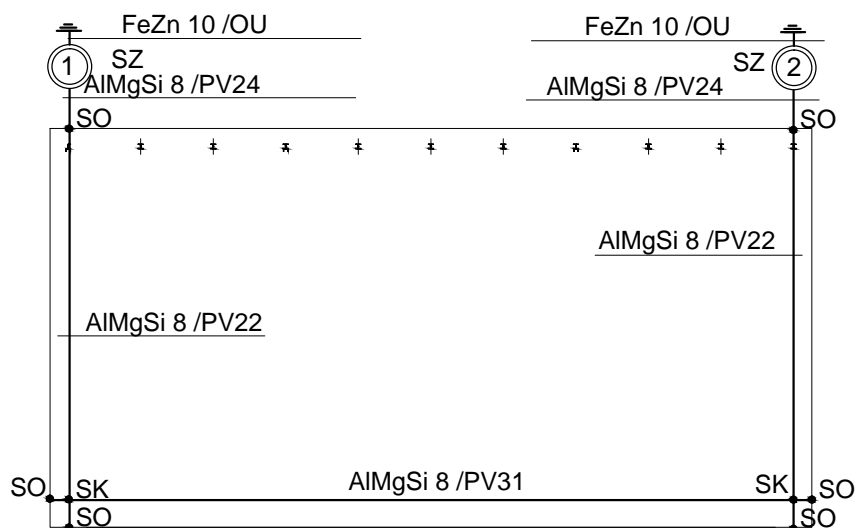 FeZn 10 /OU
FeZn 10 /OU
1 SZ
SZ 2
AlMgSi 8 /PV24
AlMgSi 8 /PV24
SO
SO
AlMgSi 8 /PV22
AlMgSi 8 /PV22
SO SK
AlMgSi 8 /PV31
SK SO
SO
SO